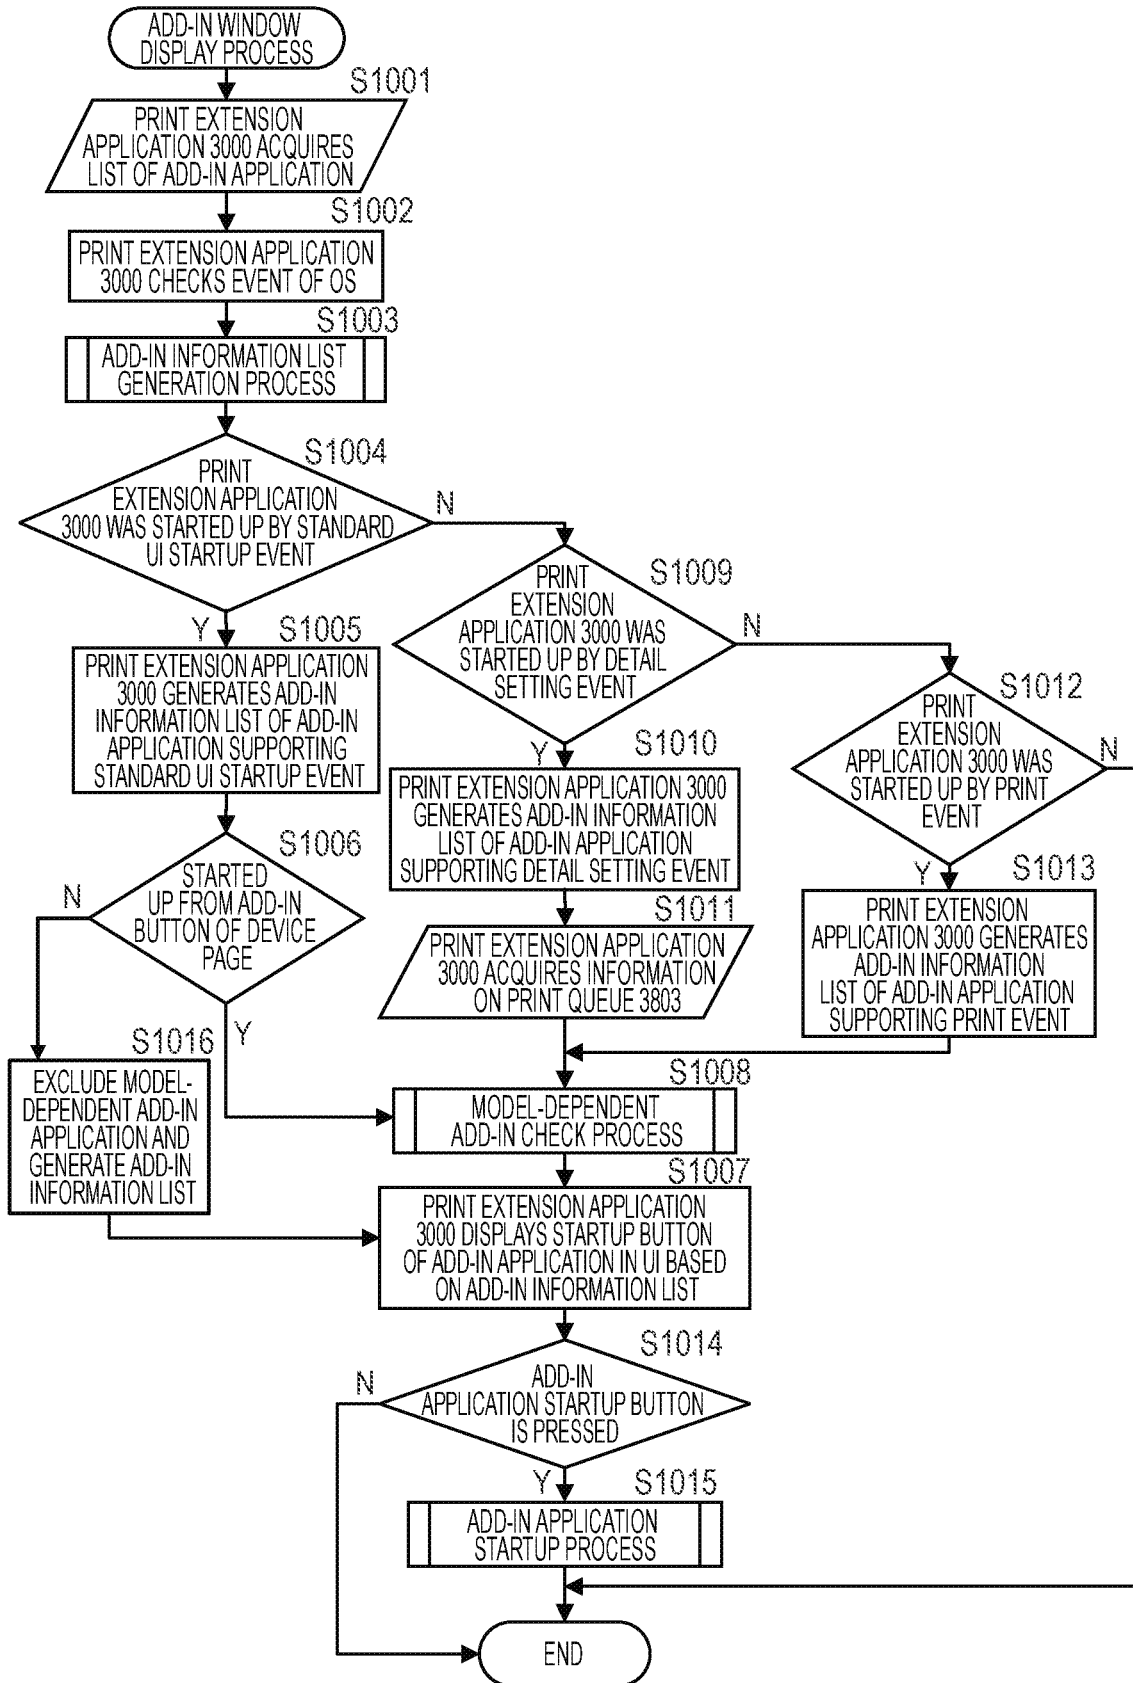 ADD-IN WINDOW
DISPLAY PROCESS
S1001
PRINT EXTENSION
APPLICATION 3000 ACQUIRES
LIST OF ADD-IN APPLICATION
S1002
PRINT EXTENSION APPLICATION
3000 CHECKS EVENT OF OS
S1003
ADD-IN INFORMATION LIST
GENERATION PROCESS
S1004
PRINT
EXTENSION APPLICATION
3000 WAS STARTED UP BY STANDARD
UI STARTUP EVENT
N
Y
S1005
PRINT EXTENSION APPLICATION
3000 GENERATES ADD-IN
INFORMATION LIST OF ADD-IN
APPLICATION SUPPORTING
STANDARD UI STARTUP EVENT
S1006
STARTED
UP FROM ADD-IN
BUTTON OF DEVICE
PAGE
N
Y
S1016
EXCLUDE MODEL-
DEPENDENT ADD-IN
APPLICATION AND
GENERATE ADD-IN
INFORMATION LIST
S1009
PRINT
EXTENSION
APPLICATION 3000 WAS
STARTED UP BY DETAIL
SETTING EVENT
N
Y
S1010
PRINT EXTENSION APPLICATION 3000
GENERATES ADD-IN INFORMATION
LIST OF ADD-IN APPLICATION
SUPPORTING DETAIL SETTING EVENT
S1011
PRINT EXTENSION APPLICATION
3000 ACQUIRES INFORMATION
ON PRINT QUEUE 3803
S1012
PRINT
EXTENSION
APPLICATION 3000 WAS
STARTED UP BY PRINT
EVENT
N
Y
S1013
PRINT EXTENSION
APPLICATION 3000 GENERATES
ADD-IN INFORMATION
LIST OF ADD-IN APPLICATION
SUPPORTING PRINT EVENT
S1008
MODEL-DEPENDENT
ADD-IN CHECK PROCESS
S1007
PRINT EXTENSION APPLICATION
3000 DISPLAYS STARTUP BUTTON
OF ADD-IN APPLICATION IN UI BASED
ON ADD-IN INFORMATION LIST
S1014
ADD-IN
APPLICATION STARTUP BUTTON
IS PRESSED
N
Y
S1015
ADD-IN APPLICATION
STARTUP PROCESS
END